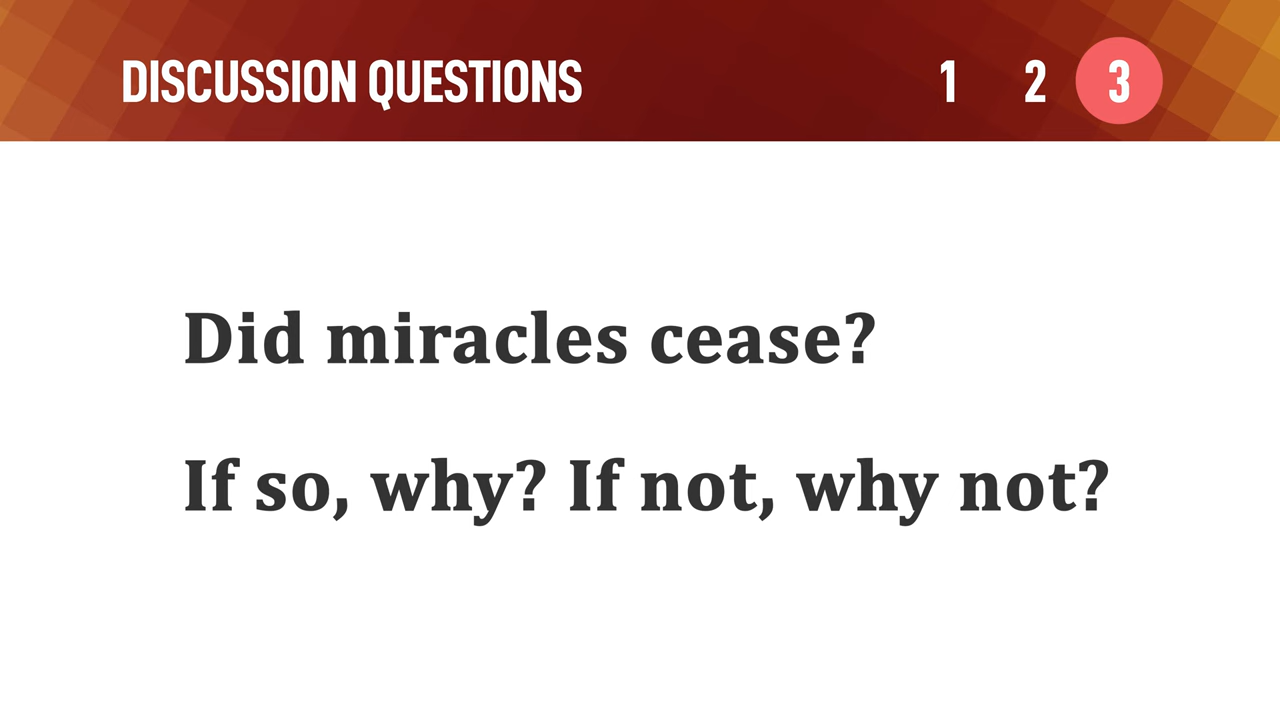 DISCUSSION QUESTIONS 1 2 3
Did miracles cease?
If so, why? If not, why not?